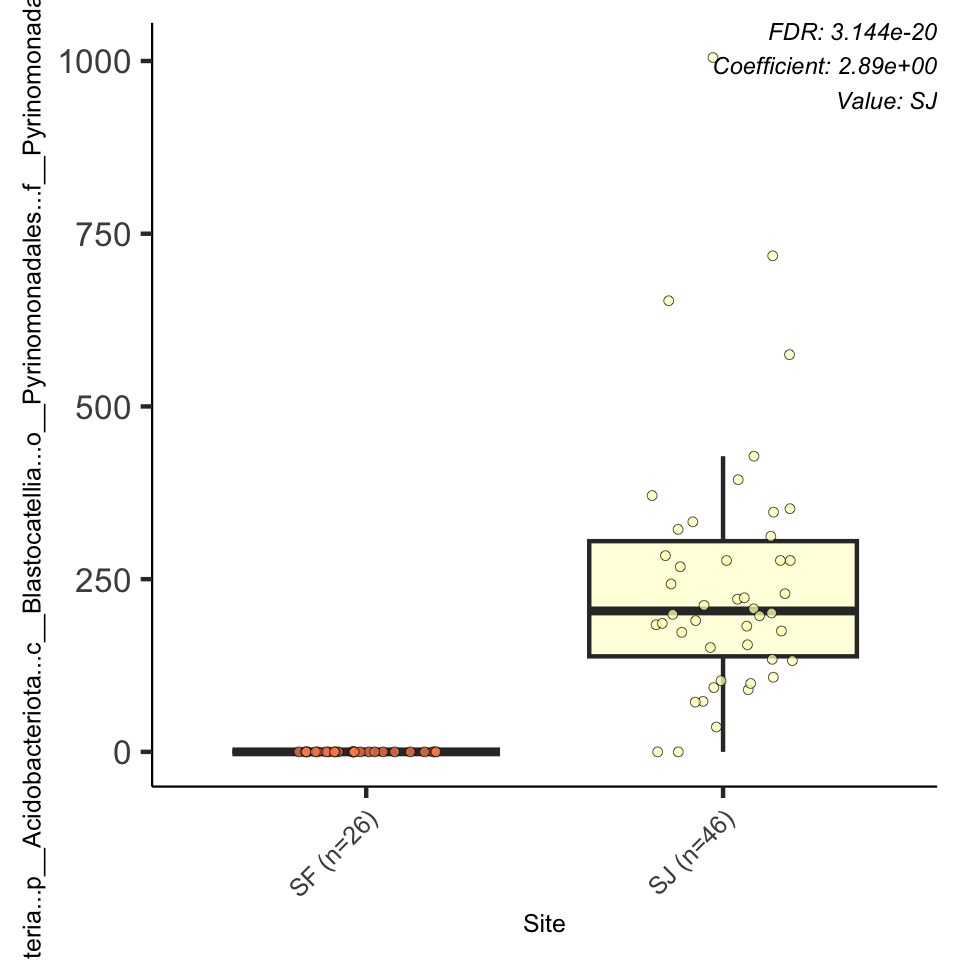 teria...p__Acidobacteriota...c__Blastocatellia...o__Pyrinomonadales...f__Pyrinomonada
1000
750
500
250
0
FDR: 3.144e-20
Coefficient: 2.89e+00
Value: SJ
SF (n=26)
SJ (n=46)
Site